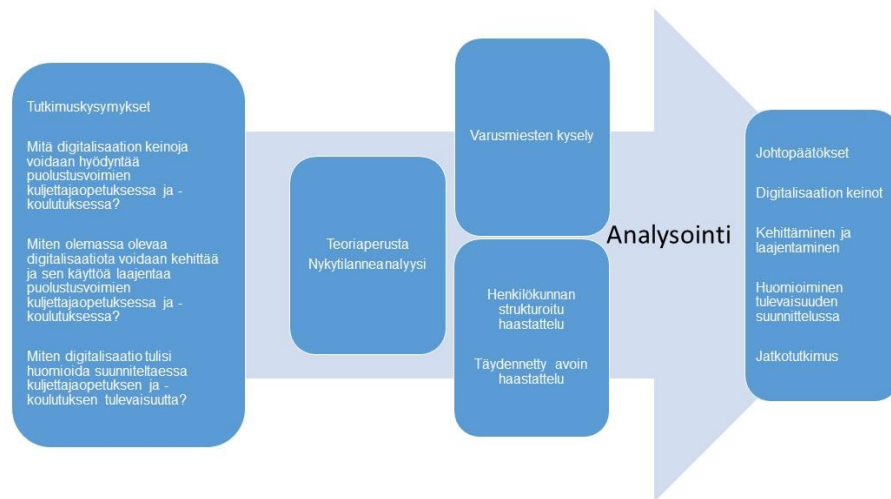 Tutkimuskysymykset
Mitä digitalisaation keinoja
voidaan hyödyntää
puolustusvoimien
kuljettajaopetuksessa ja -
koulutuksessa?
Miten olemassa olevaa
digitalisaatiota voidaan kehittää
ja sen käyttöä laajentaa
puolustusvoimien
kuljettajaopetuksessa ja -
koulutuksessa?
Miten digitalisaatio tulisi
huomioida suunniteltaessa
kuljettajaopetuksen ja -
koulutuksen tulevaisuutta?
Teoriaperusta
Nykytilanneanalyysi
Varusmiesten kysely
Henkilökunnan
strukturoitu
haastattelu
Täydennetty avoin
haastattelu
Analysointi
Johtopäätökset
Digitalisaation keinot
Kehittäminen ja
laajentaminen
Huomioiminen
tulevaisuuden
suunnittelussa
Jatkotutkimus